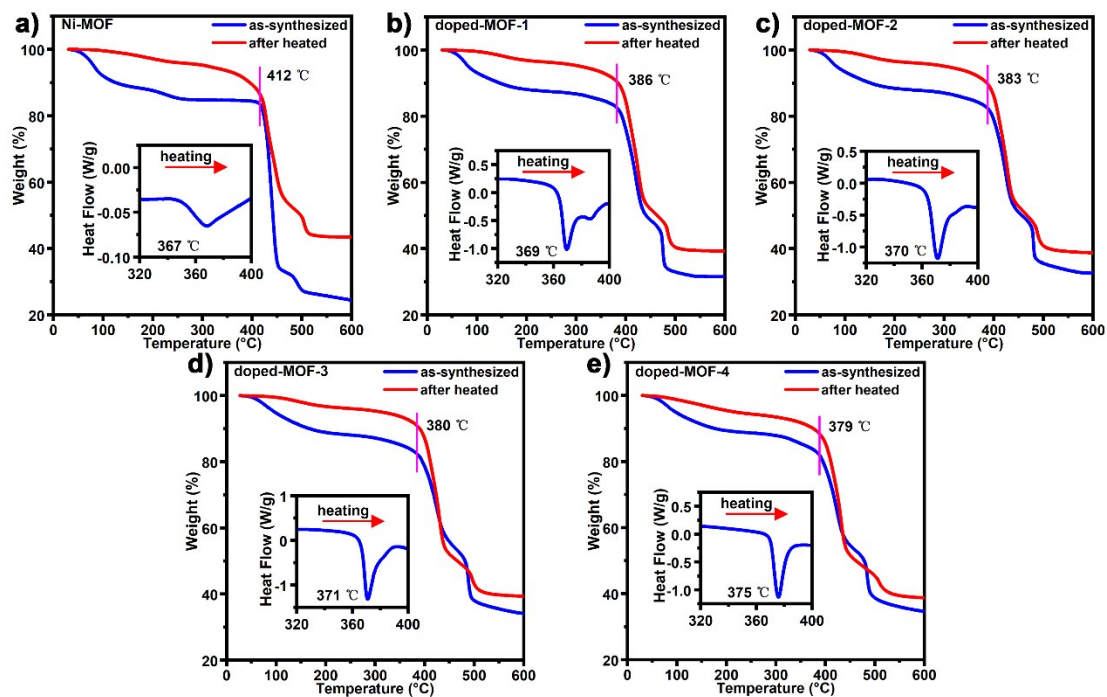 a) Ni-MOF
as-synthesized
after heated
412 ℃
Weight (%)
100
80
60
40
20
0 100 200 300 400 500 600
Temperature (°C)
heating
Heat Flow (W/g)
0.00
-0.05
-0.10
367 ℃
320 360 400
b) doped-MOF-1
as-synthesized
after heated
386 ℃
Weight (%)
100
80
60
40
20
0 100 200 300 400 500 600
Temperature (°C)
heating
Heat Flow (W/g)
0.5
0.0
-0.5
-1.0
369 ℃
320 360 400
c) doped-MOF-2
as-synthesized
after heated
383 ℃
Weight (%)
100
80
60
40
20
0 100 200 300 400 500 600
Temperature (°C)
heating
Heat Flow (W/g)
0.5
0.0
-0.5
-1.0
370 ℃
320 360 400
d) doped-MOF-3
as-synthesized
after heated
380 ℃
Weight (%)
100
80
60
40
20
0 100 200 300 400 500 600
Temperature (°C)
heating
Heat Flow (W/g)
1
0
-1
371 ℃
320 360 400
e) doped-MOF-4
as-synthesized
after heated
379 ℃
Weight (%)
100
80
60
40
20
0 100 200 300 400 500 600
Temperature (°C)
heating
Heat Flow (W/g)
0.5
0.0
-0.5
-1.0
375 ℃
320 360 400